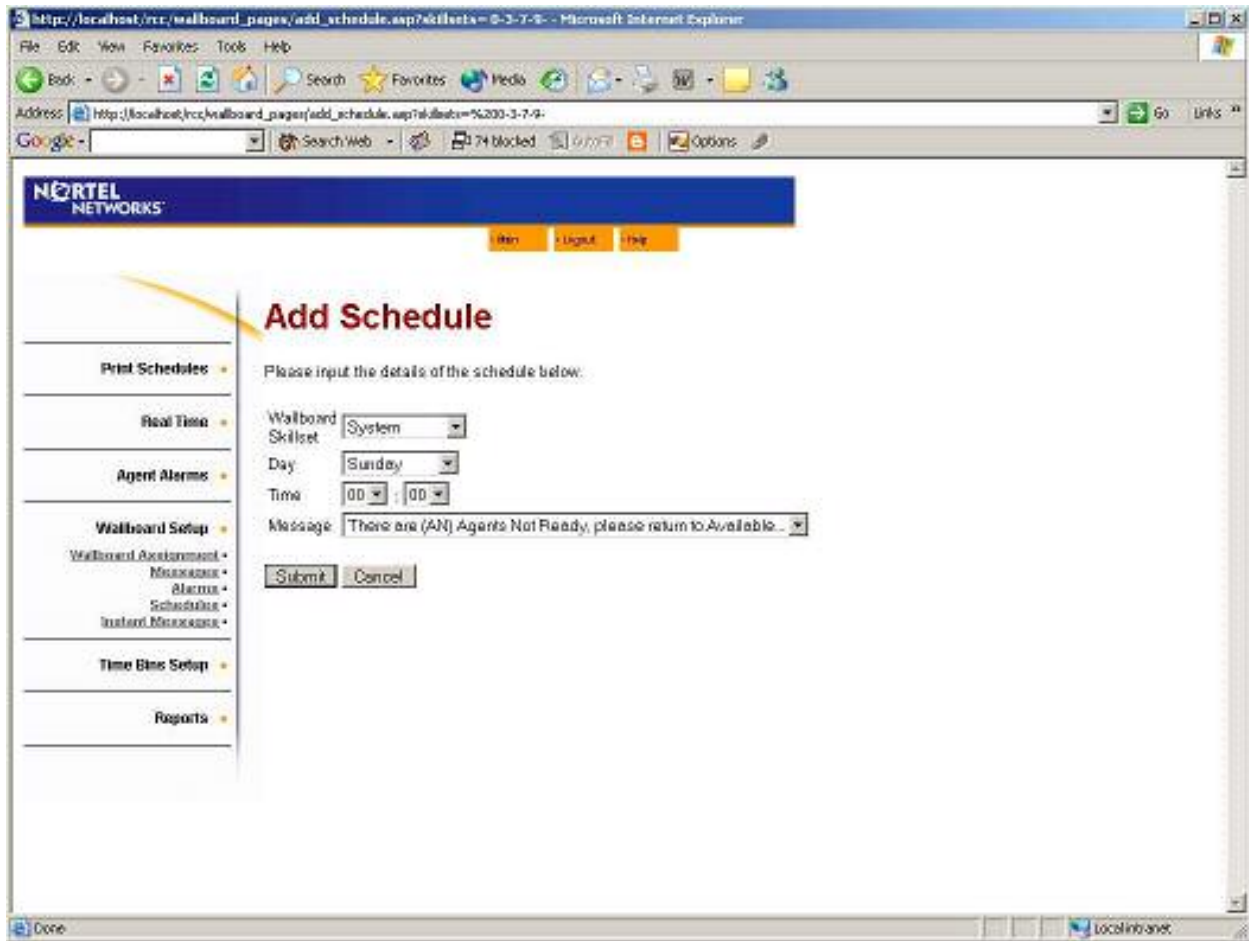 http://localhost/rcc/wallboard_pages/add_schedule.asp?skillsets= 0-3-7-9- - Microsoft Internet Explorer
File Edit View Favorites Tools Help
Back Search Favorites Media
Address http://localhost/rcc/wallboard_pages/add_schedule.asp?skillsets=%200-3-7-9- Go Links »
Google Search Web 74 blocked AutoFill Options
NORTEL
NETWORKS
Main Logout Help
Add Schedule
Please input the details of the schedule below.
Wallboard Skillset System
Day Sunday
Time 00 : 00
Message There are (AN) Agents Not Ready, please return to Available...
Submit Cancel
Print Schedules
Real Time
Agent Alarms
Wallboard Setup
Wallboard Assignment
Messages
Alarms
Schedules
Instant Messages
Time Bins Setup
Reports
Done Local intranet